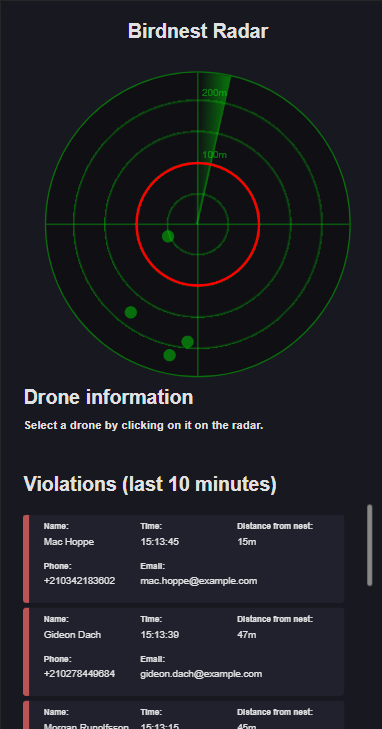 Birdnest Radar
200m
100m
Drone information
Select a drone by clicking on it on the radar.
Violations (last 10 minutes)
Name: Time: Distance from nest:
Mac Hoppe 15:13:45 15m
Phone: Email:
+210342183602 mac.hoppe@example.com
Name: Time: Distance from nest:
Gideon Dach 15:13:39 47m
Phone: Email:
+210278449684 gideon.dach@example.com
Name: Time: Distance from nest:
Morgan Runolfsson 15:13:15 45m